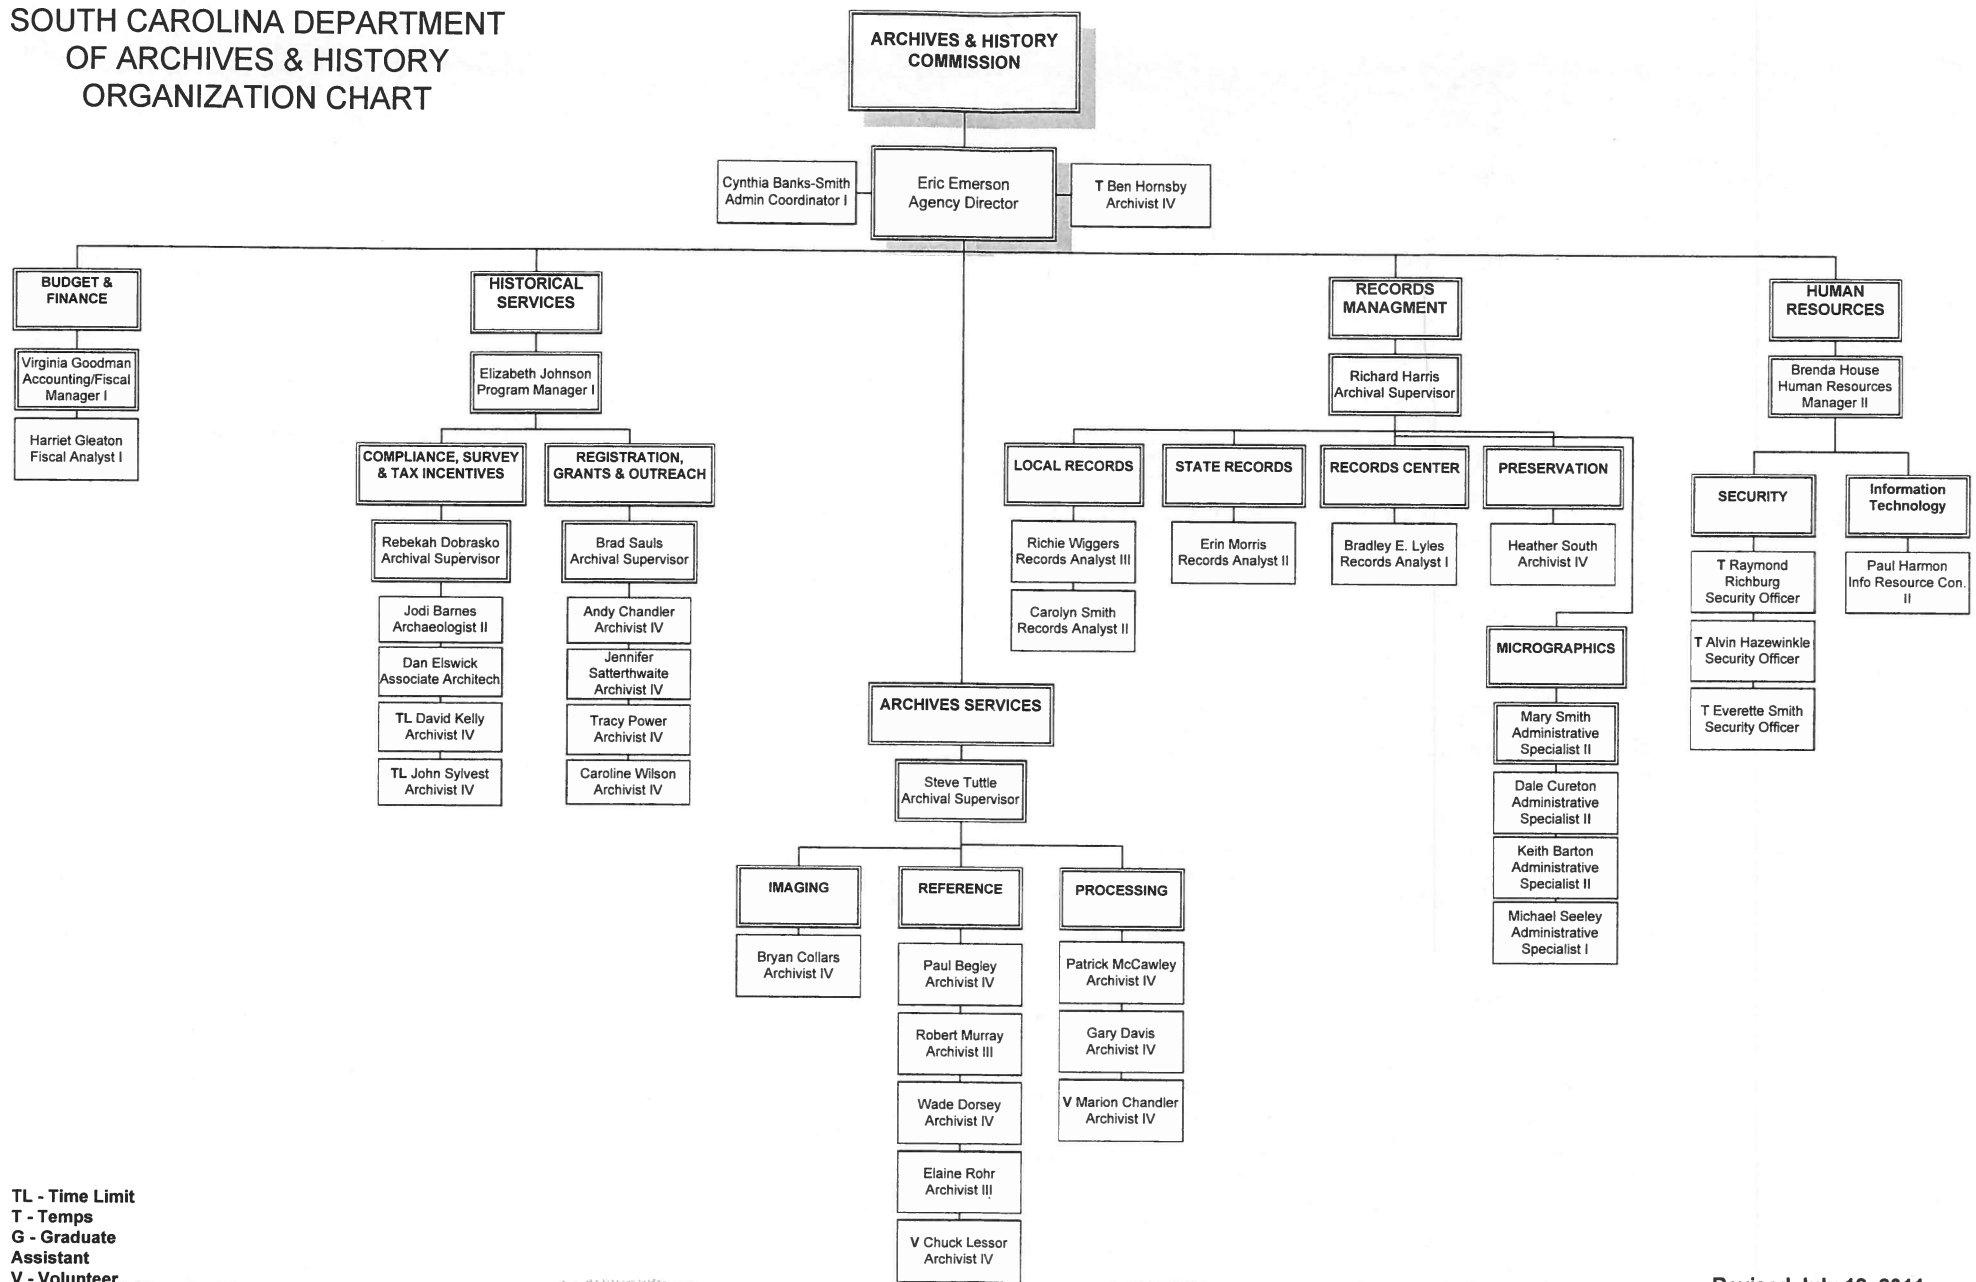 SOUTH CAROLINA DEPARTMENT
OF ARCHIVES & HISTORY
ORGANIZATION CHART
ARCHIVES & HISTORY
COMMISSION
Cynthia Banks-Smith
Admin Coordinator I
Eric Emerson
Agency Director
T Ben Hornsby
Archivist IV
BUDGET &
FINANCE
Virginia Goodman
Accounting/Fiscal
Manager I
Harriet Gleaton
Fiscal Analyst I
HISTORICAL
SERVICES
Elizabeth Johnson
Program Manager I
COMPLIANCE, SURVEY
& TAX INCENTIVES
Rebekah Dobrasko
Archival Supervisor
Jodi Barnes
Archaeologist II
Dan Elswick
Associate Architech
TL David Kelly
Archivist IV
TL John Sylvest
Archivist IV
REGISTRATION,
GRANTS & OUTREACH
Brad Sauls
Archival Supervisor
Andy Chandler
Archivist IV
Jennifer
Satterthwaite
Archivist IV
Tracy Power
Archivist IV
Caroline Wilson
Archivist IV
ARCHIVES SERVICES
Steve Tuttle
Archival Supervisor
IMAGING
Bryan Collars
Archivist IV
REFERENCE
Paul Begley
Archivist IV
Robert Murray
Archivist III
Wade Dorsey
Archivist IV
Elaine Rohr
Archivist III
V Chuck Lessor
Archivist IV
PROCESSING
Patrick McCawley
Archivist IV
Gary Davis
Archivist IV
V Marion Chandler
Archivist IV
RECORDS
MANAGMENT
Richard Harris
Archival Supervisor
LOCAL RECORDS
Richie Wiggers
Records Analyst III
Carolyn Smith
Records Analyst II
STATE RECORDS
Erin Morris
Records Analyst II
RECORDS CENTER
Bradley E. Lyles
Records Analyst I
PRESERVATION
Heather South
Archivist IV
MICROGRAPHICS
Mary Smith
Administrative
Specialist II
Dale Cureton
Administrative
Specialist II
Keith Barton
Administrative
Specialist II
Michael Seeley
Administrative
Specialist I
HUMAN
RESOURCES
Brenda House
Human Resources
Manager II
SECURITY
T Raymond
Richburg
Security Officer
T Alvin Hazewinkle
Security Officer
T Everette Smith
Security Officer
Information
Technology
Paul Harmon
Info Resource Con.
II
TL - Time Limit
T - Temps
G - Graduate
Assistant
V - Volunteer